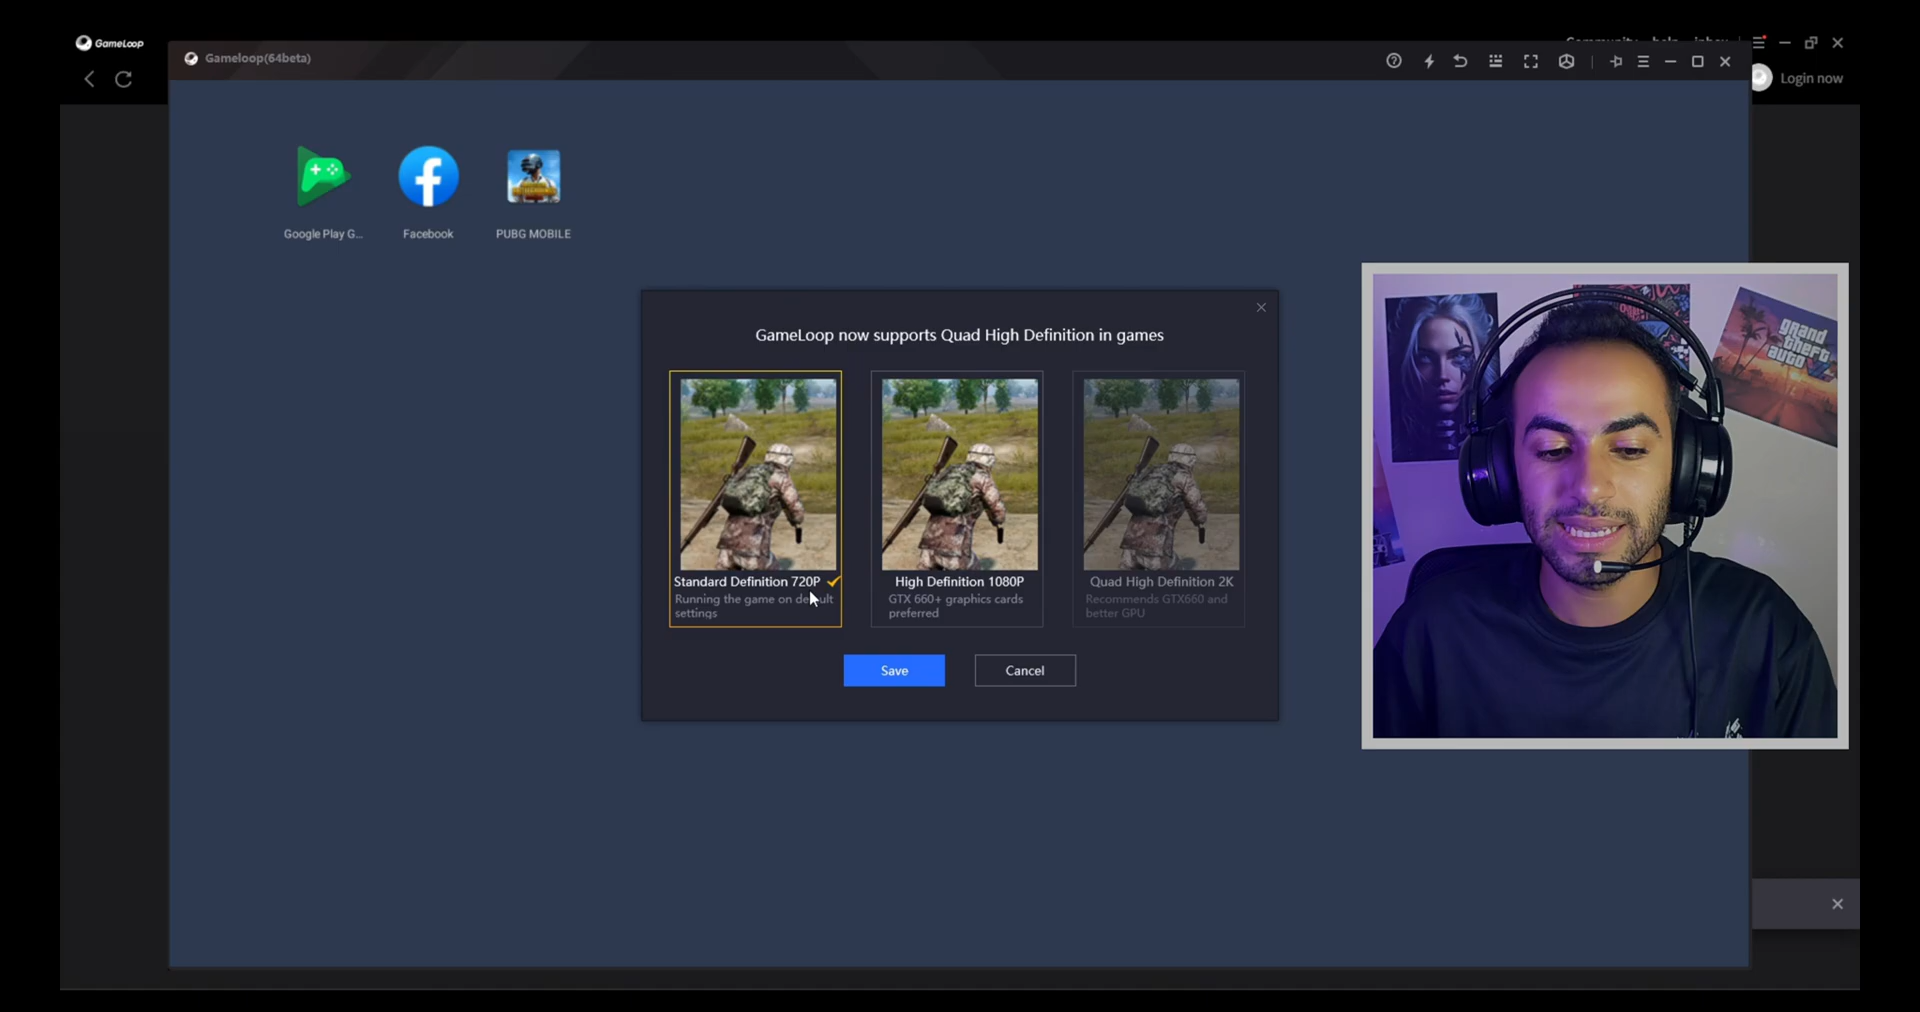 GameLoop
Gameloop(64beta)
Login now
Google Play G...
Facebook
PUBG MOBILE
GameLoop now supports Quad High Definition in games
Standard Definition 720P
Running the game on default
settings
High Definition 1080P
GTX 660+ graphics cards
preferred
Quad High Definition 2K
Recommends GTX660 and
better GPU
Save
Cancel
grand
theft
auto
VI